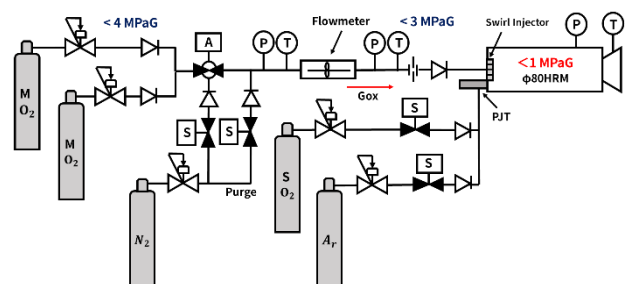 < 4 MPaG
Flowmeter
< 3 MPaG
Swirl Injector
A
P
T
P
T
P
T
<1 MPaG
φ80HRM
Gox
PJT
M
O₂
M
O₂
S
S
S
S
Purge
S
O₂
N₂
Aᵣ